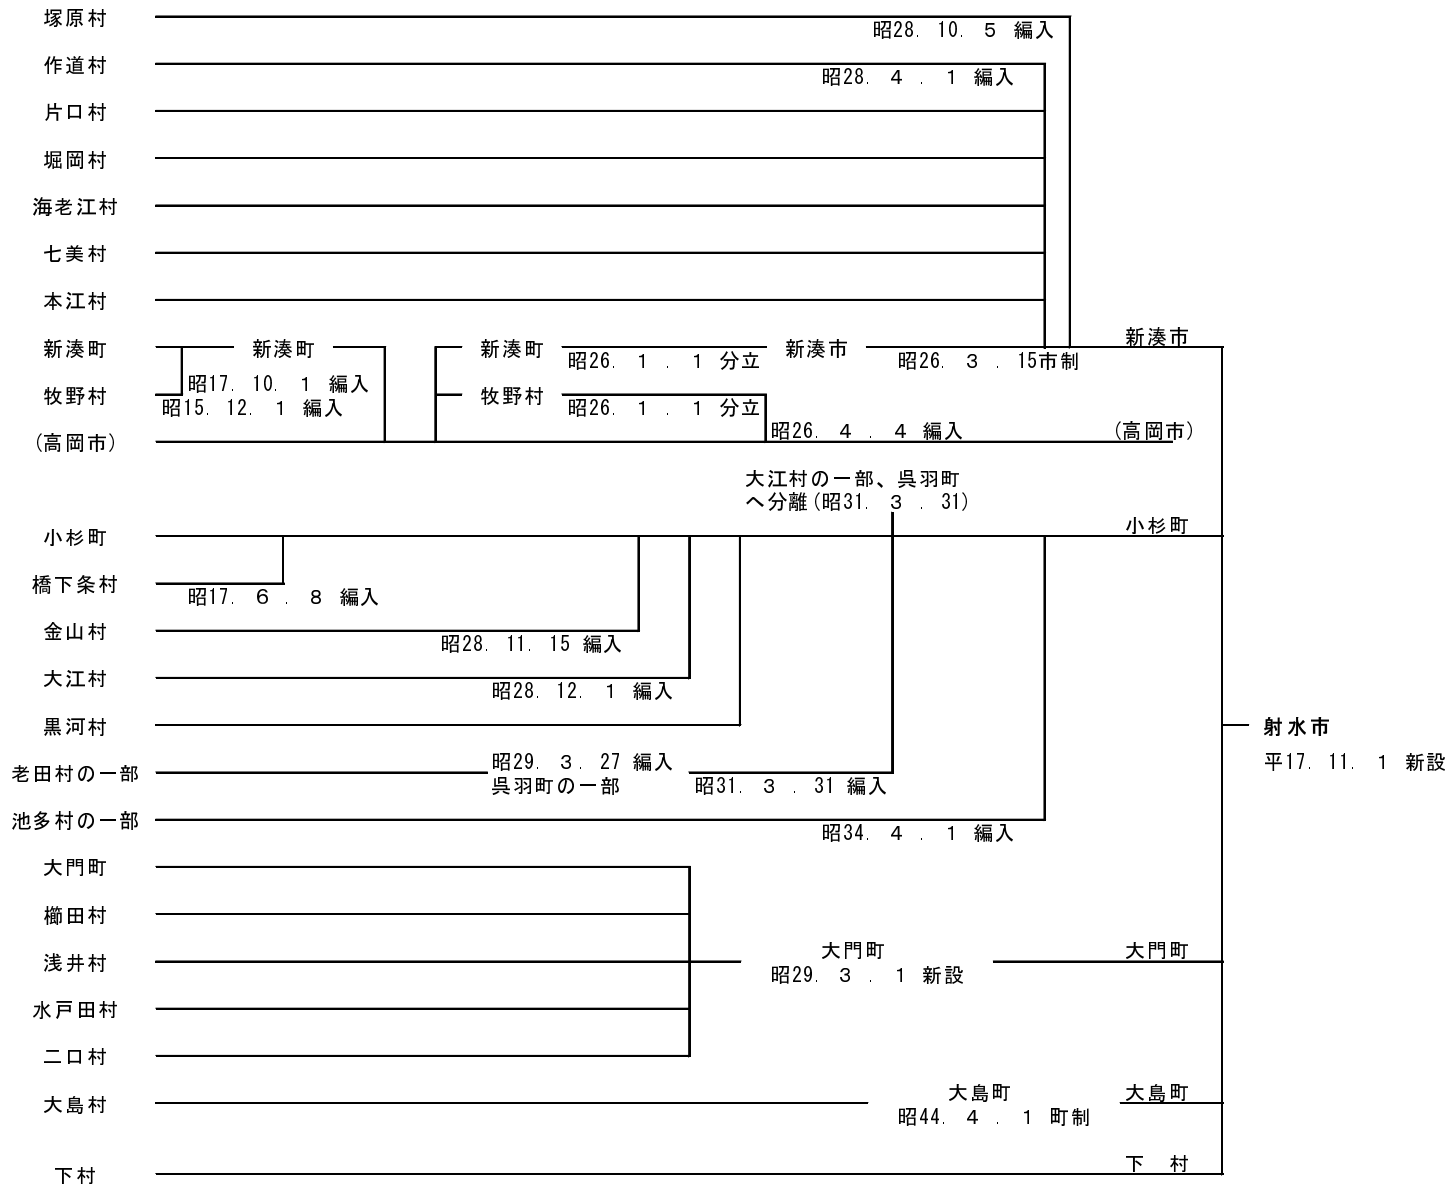 塚原村
昭28. 10. 5 編入
作道村
昭28. 4 . 1 編入
片口村
堀岡村
海老江村
七美村
本江村
新湊市
新湊町 新湊町 新湊町 昭26. 1 . 1 分立 新湊市 昭26. 3 . 15市制
昭17. 10. 1 編入
牧野村 牧野村
昭15. 12. 1 編入 昭26. 1 . 1 分立
(高岡市) 昭26. 4 . 4 編入 (高岡市)
大江村の一部、呉羽町
へ分離(昭31. 3 . 31)
小杉町 小杉町
橋下条村
昭17. 6 . 8 編入
金山村
昭28. 11. 15 編入
大江村
昭28. 12. 1 編入
黒河村
射水市
平17. 11. 1 新設
老田村の一部 昭29. 3. 27 編入
呉羽町の一部 昭31. 3 . 31 編入
池多村の一部
昭34. 4 . 1 編入
大門町
櫛田村
浅井村 大門町 大門町
昭29. 3 . 1 新設
水戸田村
二口村
大島村 大島町 大島町
昭44. 4 . 1 町制
下村 下 村